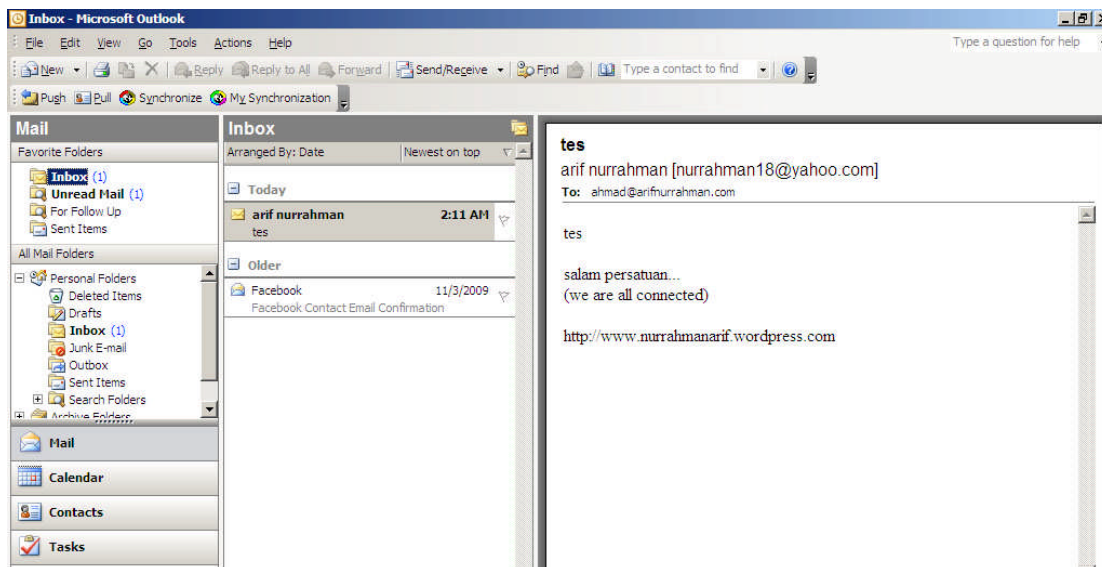 Inbox - Microsoft Outlook
File Edit View Go Tools Actions Help Type a question for help
New Reply Reply to All Forward Send/Receive Find Type a contact to find
Push Pull Synchronize My Synchronization
Mail
Favorite Folders
Inbox (1)
Unread Mail (1)
For Follow Up
Sent Items
All Mail Folders
Personal Folders
Deleted Items
Drafts
Inbox (1)
Junk E-mail
Outbox
Sent Items
Search Folders
Archive Folders
Mail
Calendar
Contacts
Tasks
Inbox
Arranged By: Date Newest on top
Today
arif nurrahman 2:11 AM
tes
Older
Facebook 11/3/2009
Facebook Contact Email Confirmation
tes
arif nurrahman [nurrahman18@yahoo.com]
To: ahmad@arifnurrahman.com
tes
salam persatuan...
(we are all connected)
http://www.nurrahmanarif.wordpress.com